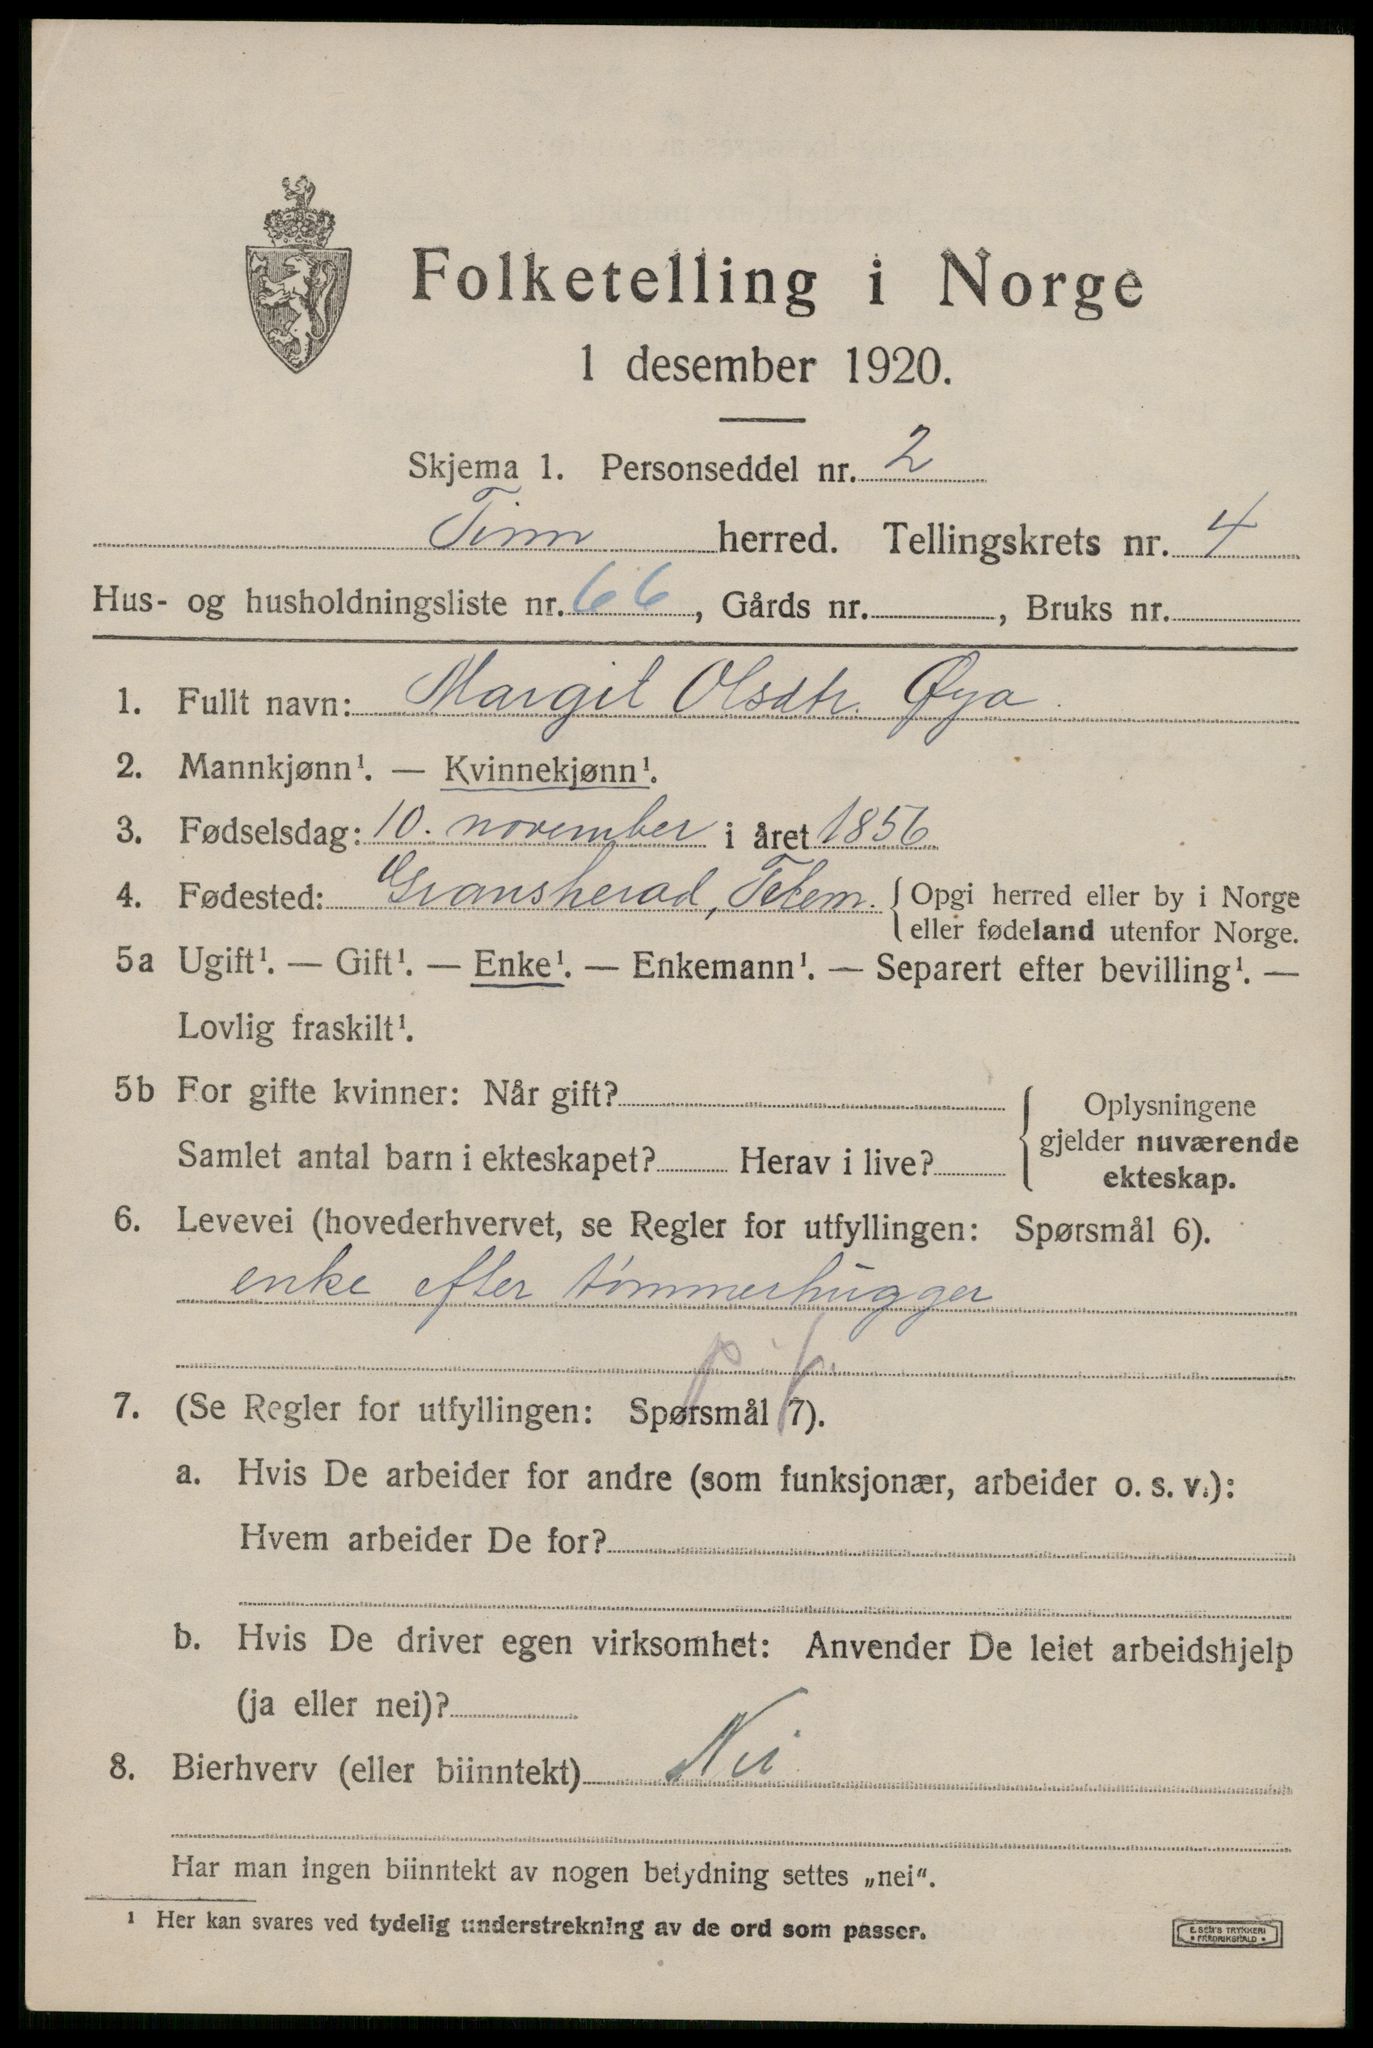 Folketelling i Norge
1 desember 1920.
Skjema 1. Personseddel nr. 2
Tinn herred. Tellingskrets nr. 4
Hus- og husholdningsliste nr. 66, Gårds nr. , Bruks nr.
1. Fullt navn: Margit Olsdtr. Øya
2. Mannkjønn¹. — Kvinnekjønn¹.
3. Fødselsdag: 10. november i året 1856
4. Fødested: Gransherad, Telem. { Opgi herred eller by i Norge
eller fødeland utenfor Norge.
5a Ugift¹. — Gift¹. — Enke¹. — Enkemann¹. — Separert efter bevilling¹. —
Lovlig fraskilt¹.
5b For gifte kvinner: Når gift? { Oplysningene
gjelder nuværende
ekteskap.
Samlet antal barn i ekteskapet? Herav i live?
6. Levevei (hovederhvervet, se Regler for utfyllingen: Spørsmål 6).
enke efter tømmerhugger
7. (Se Regler for utfyllingen: Spørsmål 7).
a. Hvis De arbeider for andre (som funksjonær, arbeider o. s. v.):
Hvem arbeider De for?
b. Hvis De driver egen virksomhet: Anvender De leiet arbeidshjelp
(ja eller nei)?
8. Bierhverv (eller biinntekt) Nei
Har man ingen biinntekt av nogen betydning settes „nei“.
¹ Her kan svares ved tydelig understrekning av de ord som passer.
E. SEM'S TRYKKERI
FREDRIKSHALD